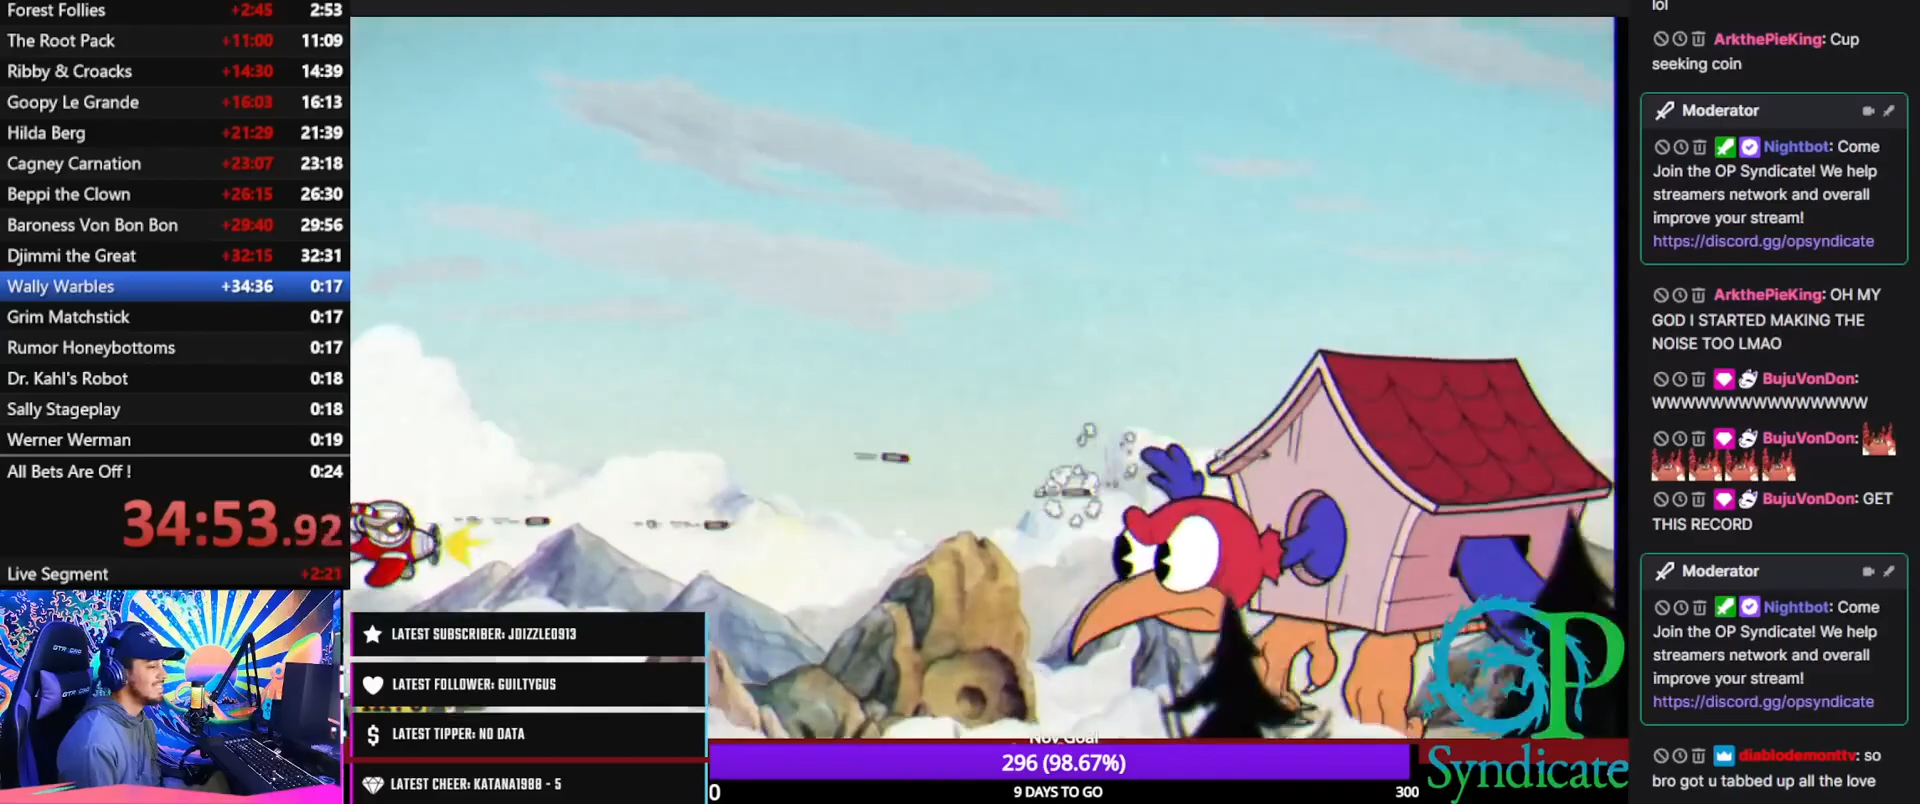 Forest Follies +2:45 2:53
The Root Pack +11:00 11:09
Ribby & Croacks +14:30 14:39
Goopy Le Grande +16:03 16:13
Hilda Berg +21:29 21:39
Cagney Carnation +23:07 23:18
Beppi the Clown +26:15 26:30
Baroness Von Bon Bon +29:40 29:56
Djimmi the Great +32:15 32:31
Wally Warbles +34:36 0:17
Grim Matchstick 0:17
Rumor Honeybottoms 0:17
Dr. Kahl's Robot 0:18
Sally Stageplay 0:18
Werner Werman 0:19
All Bets Are Off ! 0:24
34:53.92
Live Segment +2:21
GTRACING
LATEST SUBSCRIBER: JDIZZLE0913
LATEST FOLLOWER: GUILTYGUS
LATEST TIPPER: NO DATA
LATEST CHEER: KATANA1988 - 5
Nov Goal
296 (98.67%)
0 9 DAYS TO GO 300
OP
Syndicate
lol
ArkthePieKing: Cup
seeking coin
Moderator
Nightbot: Come
Join the OP Syndicate! We help
streamers network and overall
improve your stream!
https://discord.gg/opsyndicate
ArkthePieKing: OH MY
GOD I STARTED MAKING THE
NOISE TOO LMAO
BujuVonDon:
WWWWWWWWWWWWWWW
BujuVonDon:
BujuVonDon: GET
THIS RECORD
Moderator
Nightbot: Come
Join the OP Syndicate! We help
streamers network and overall
improve your stream!
https://discord.gg/opsyndicate
diablodemonttv: so
bro got u tabbed up all the love